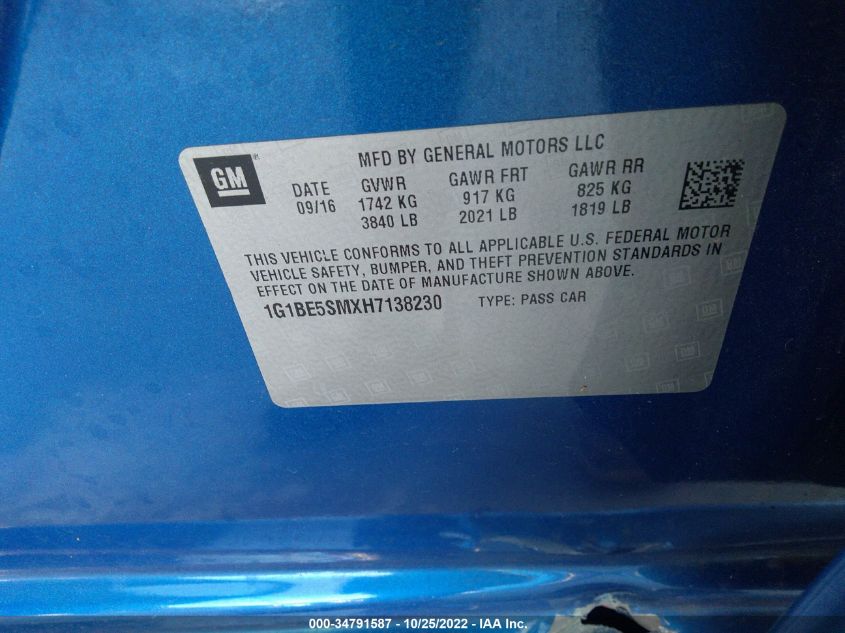 MFD BY GENERAL MOTORS LLC
GM
DATE GVWR GAWR FRT GAWR RR
09/16 1742 KG 917 KG 825 KG
3840 LB 2021 LB 1819 LB
THIS VEHICLE CONFORMS TO ALL APPLICABLE U.S. FEDERAL MOTOR
VEHICLE SAFETY, BUMPER, AND THEFT PREVENTION STANDARDS IN
EFFECT ON THE DATE OF MANUFACTURE SHOWN ABOVE.
1G1BE5SMXH7138230 TYPE: PASS CAR
000-34791587 - 10/25/2022 - IAA Inc.